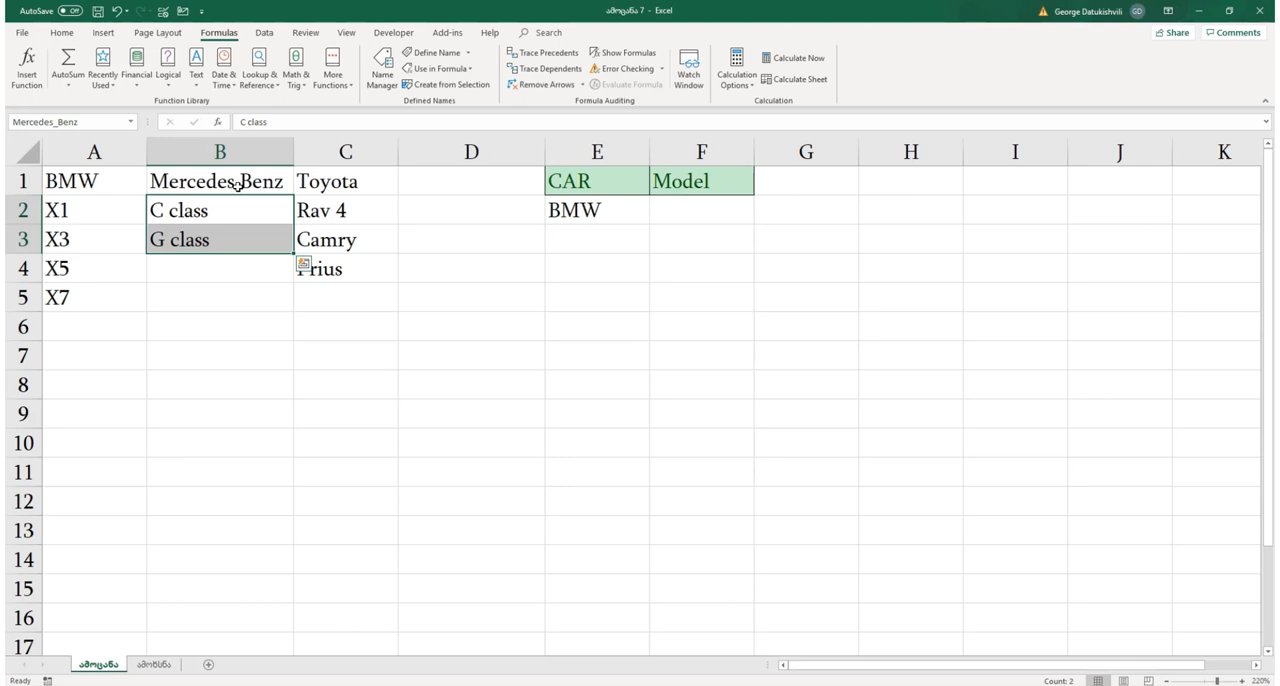 AutoSave Off ამოცანა 7 - Excel George Datukishvili GD
File Home Insert Page Layout Formulas Data Review View Developer Add-ins Help Search Share Comments
Insert Function AutoSum Recently Used Financial Logical Text Date & Time Lookup & Reference Math & Trig More Functions
Name Manager Define Name Use in Formula Create from Selection
Trace Precedents Trace Dependents Remove Arrows Show Formulas Error Checking Evaluate Formula Watch Window
Calculation Options Calculate Now Calculate Sheet
Function Library Defined Names Formula Auditing Calculation
Mercedes_Benz fx C class
A B C D E F G H I J K
1 BMW Mercedes Benz Toyota CAR Model
2 X1 C class Rav 4 BMW
3 X3 G class Camry
4 X5 Prius
5 X7
6
7
8
9
10
11
12
13
14
15
16
17
ამოცანა ამოხსნა
Ready Count: 2 220%